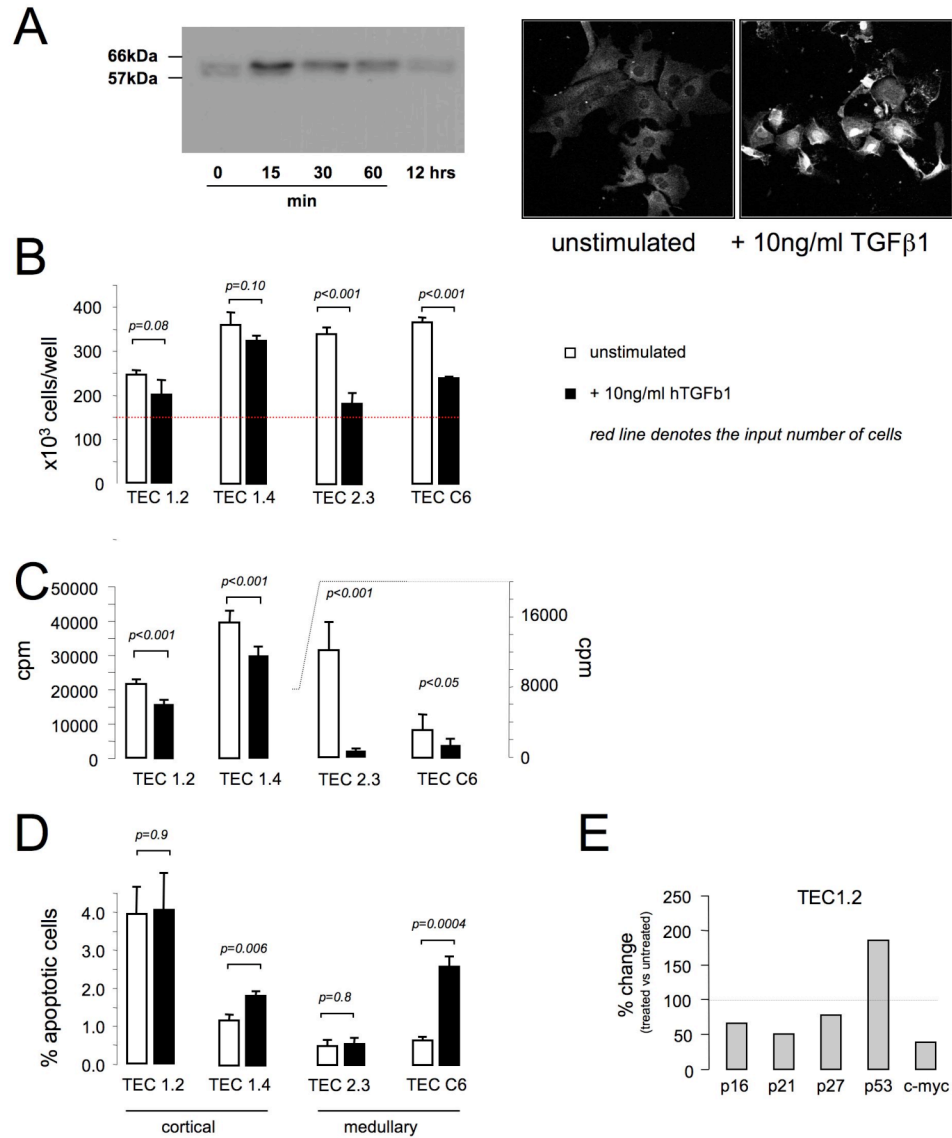 A
66kDa
57kDa
0 15 30 60 12 hrs
min
unstimulated + 10ng/ml TGFβ1
B
x10³ cells/well
400
300
200
100
0
p=0.08
p=0.10
p<0.001
p<0.001
TEC 1.2 TEC 1.4 TEC 2.3 TEC C6
unstimulated
+ 10ng/ml hTGFb1
red line denotes the input number of cells
C
cpm
50000
40000
30000
20000
10000
0
p<0.001
p<0.001
p<0.001
p<0.05
16000
8000
0
cpm
TEC 1.2 TEC 1.4 TEC 2.3 TEC C6
D
% apoptotic cells
4.0
3.0
2.0
1.0
0.0
p=0.9
p=0.006
p=0.8
p=0.0004
TEC 1.2 TEC 1.4 TEC 2.3 TEC C6
cortical medullary
E
TEC1.2
% change
(treated vs untreated)
250
200
150
100
50
0
p16 p21 p27 p53 c-myc